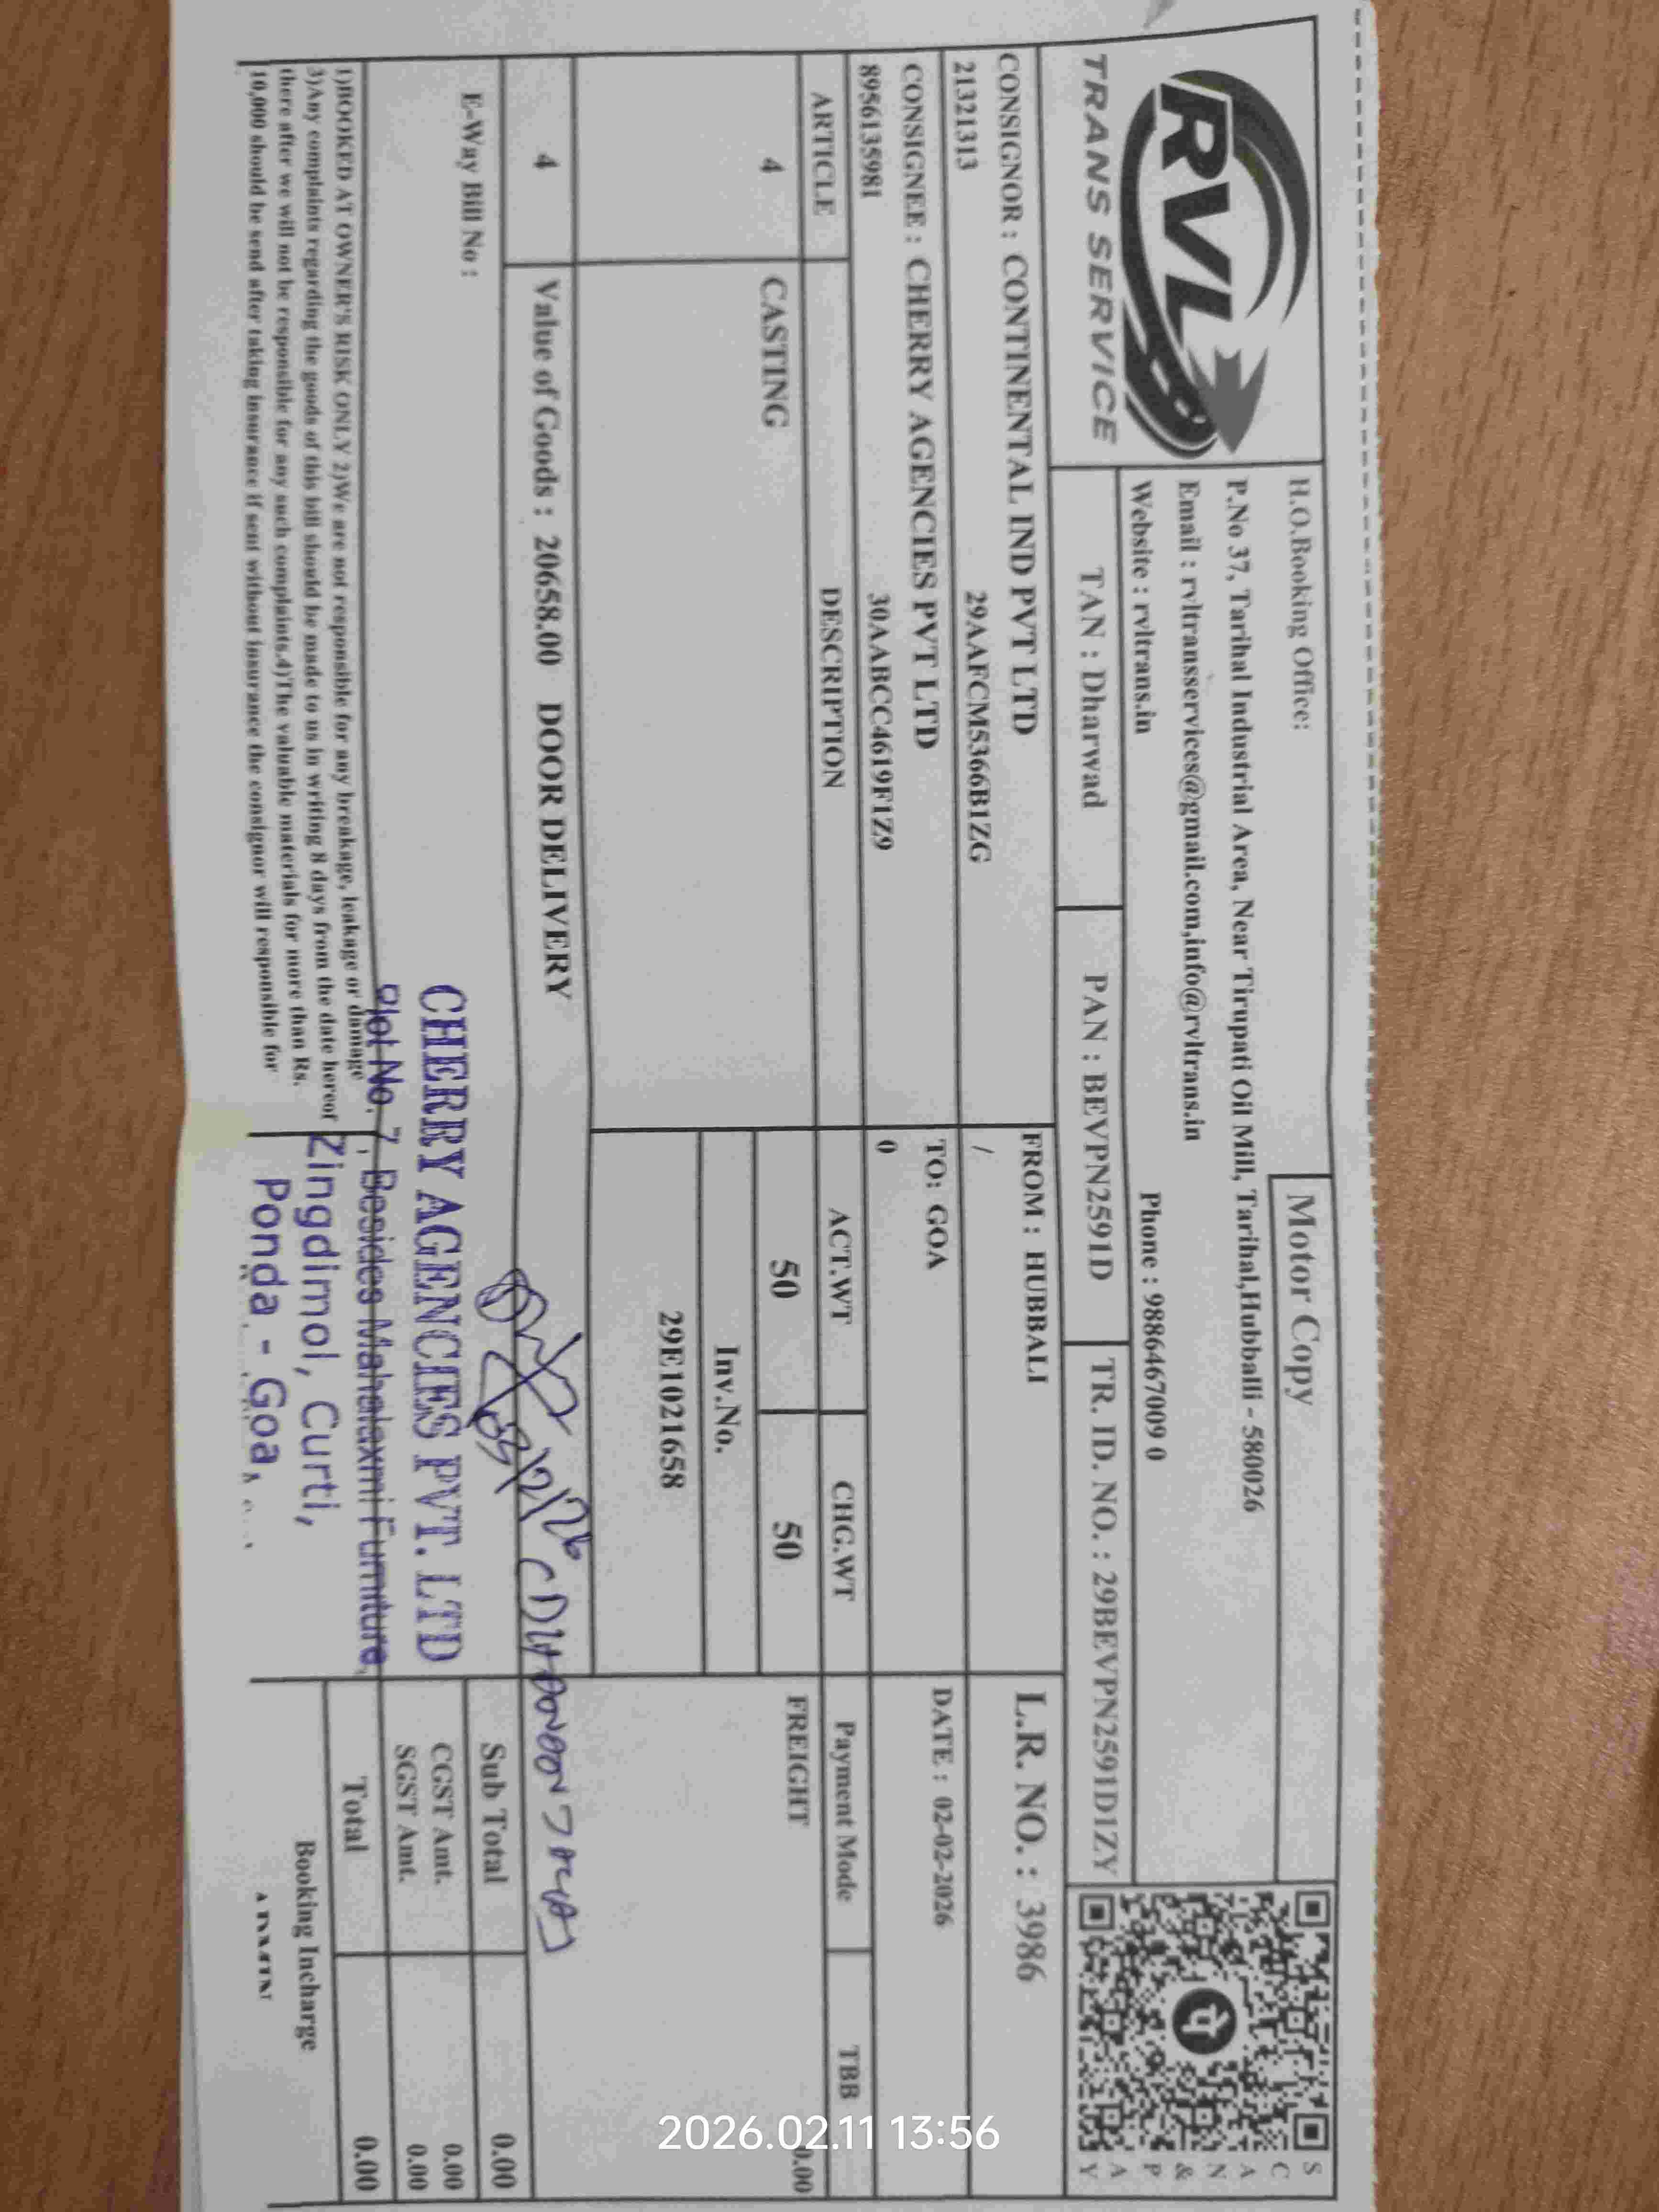 RVL
TRANS SERVICE
H.O.Booking Office:
Motor Copy
P.No 37, Tarihal Industrial Area, Near Tirupati Oil Mill, Tarihal,Hubballi - 580026
Email : rvltransservices@gmail.com,info@rvltrans.in
Website : rvltrans.in
Phone : 9886467009 0
SCAN & PAY
TAN : Dharwad
PAN : BEVPN2591D
TR. ID. NO. : 29BEVPN2591D1ZY
CONSIGNOR : CONTINENTAL IND PVT LTD
FROM : HUBBALI
L.R. NO. : 3986
21321313
29AAFCM5366B1ZG
/
CONSIGNEE : CHERRY AGENCIES PVT LTD
TO: GOA
DATE : 02-02-2026
8956135981
30AABCC4619F1Z9
0
ARTICLE
DESCRIPTION
ACT.WT
CHG.WT
Payment Mode
TBB
4
CASTING
50
50
FREIGHT
0.00
Inv.No.
29E1021658
4
Value of Goods : 20658.00 DOOR DELIVERY
Sub Total
0.00
E-Way Bill No :
CGST Amt.
0.00
SGST Amt.
0.00
Total
0.00
CHERRY AGENCIES PVT. LTD
Plot No. 7, Besides Mahalaxmi Furniture,
Zingdimol, Curti,
Ponda - Goa,
1)BOOKED AT OWNER'S RISK ONLY 2)We are not responsible for any breakage, leakage or damage
3)Any complaints regarding the goods of this bill should be made to us in writing 8 days from the date hereof
there after we will not be responsible for any such complaints.4)The valuable materials for more than Rs.
10,000 should be send after taking insurance if sent without insurance the consignor will responsible for
Booking Incharge
2026.02.11 13:56